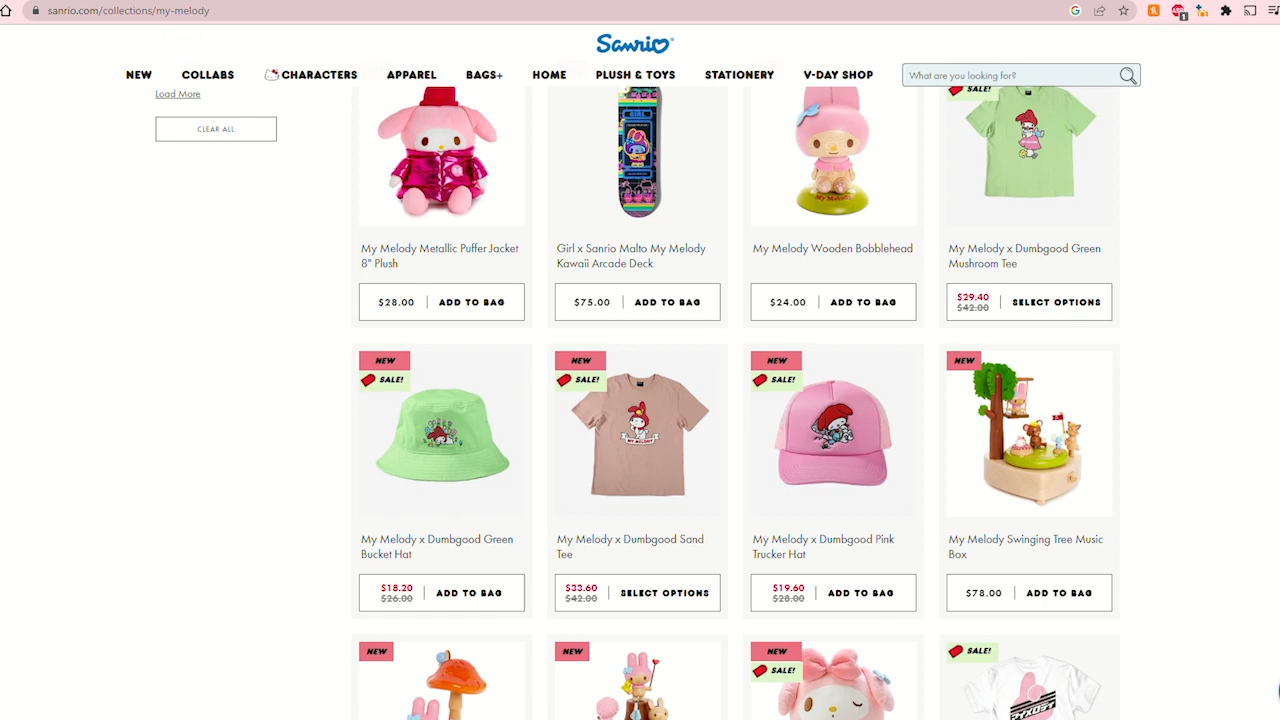 sanrio.com/collections/my-melody
1
Sanrio
NEW
COLLABS
CHARACTERS
APPAREL
BAGS+
HOME
PLUSH & TOYS
STATIONERY
V-DAY SHOP
What are you looking for?
Load More
CLEAR ALL
GIRL
My Melody
SALE!
My Melody Metallic Puffer Jacket
8" Plush
Girl x Sanrio Malto My Melody
Kawaii Arcade Deck
My Melody Wooden Bobblehead
My Melody x Dumbgood Green
Mushroom Tee
$28.00
ADD TO BAG
$75.00
ADD TO BAG
$24.00
ADD TO BAG
$29.40
$42.00
SELECT OPTIONS
NEW
SALE!
NEW
SALE!
MY MELODY
NEW
SALE!
NEW
My Melody x Dumbgood Green
Bucket Hat
My Melody x Dumbgood Sand
Tee
My Melody x Dumbgood Pink
Trucker Hat
My Melody Swinging Tree Music
Box
$18.20
$26.00
ADD TO BAG
$33.60
$42.00
SELECT OPTIONS
$19.60
$28.00
ADD TO BAG
$78.00
ADD TO BAG
NEW
NEW
NEW
SALE!
SALE!